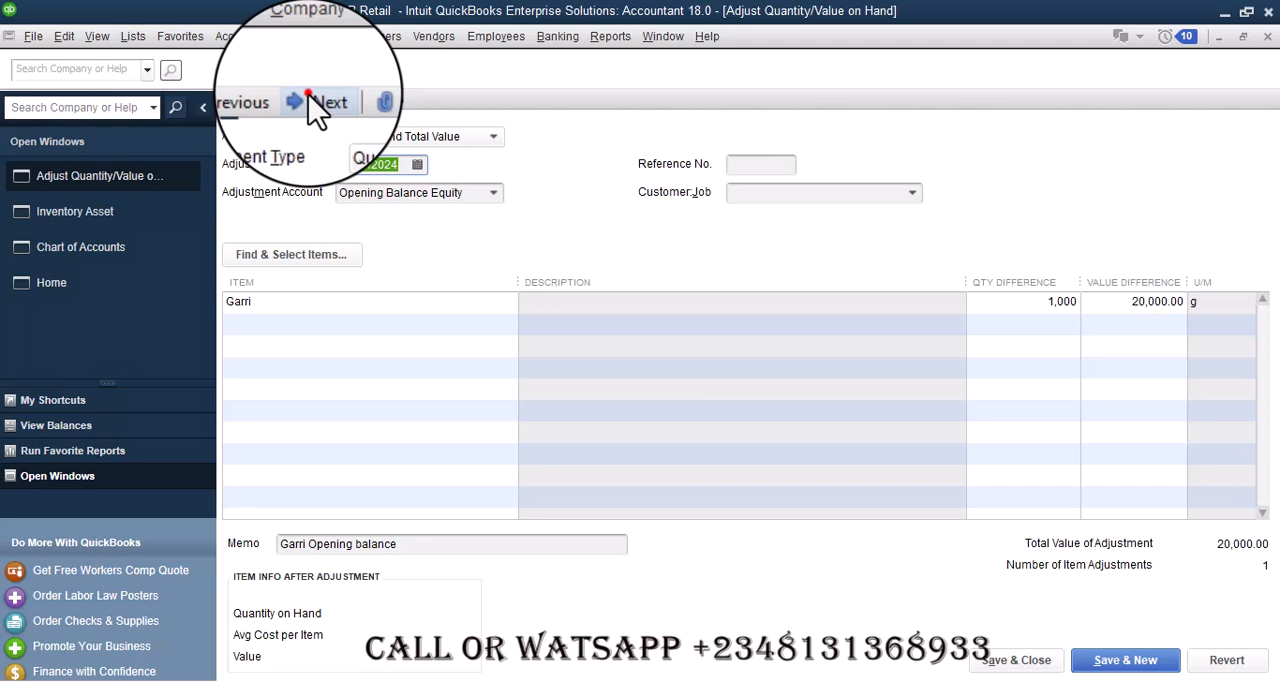 Company
Retail - Intuit QuickBooks Enterprise Solutions: Accountant 18.0 - [Adjust Quantity/Value on Hand]
File Edit View Lists Favorites Vendors Employees Banking Reports Window Help
10
Search Company or Help
Search Company or Help
revious Next
Open Windows
nd Total Value
ent Type
2024
Reference No.
Adjust Quantity/Value o...
Adjustment Account Opening Balance Equity
Customer:Job
Inventory Asset
Chart of Accounts
Find & Select Items...
Home
ITEM DESCRIPTION QTY DIFFERENCE VALUE DIFFERENCE U/M
Garri 1,000 20,000.00 g
My Shortcuts
View Balances
Run Favorite Reports
Open Windows
Do More With QuickBooks
Memo Garri Opening balance
Total Value of Adjustment 20,000.00
Get Free Workers Comp Quote
Number of Item Adjustments 1
ITEM INFO AFTER ADJUSTMENT
Order Labor Law Posters
Quantity on Hand
Order Checks & Supplies
Avg Cost per Item
Promote Your Business
Value
CALL OR WATSAPP +2348131368933
Save & Close Save & New Revert
Finance with Confidence